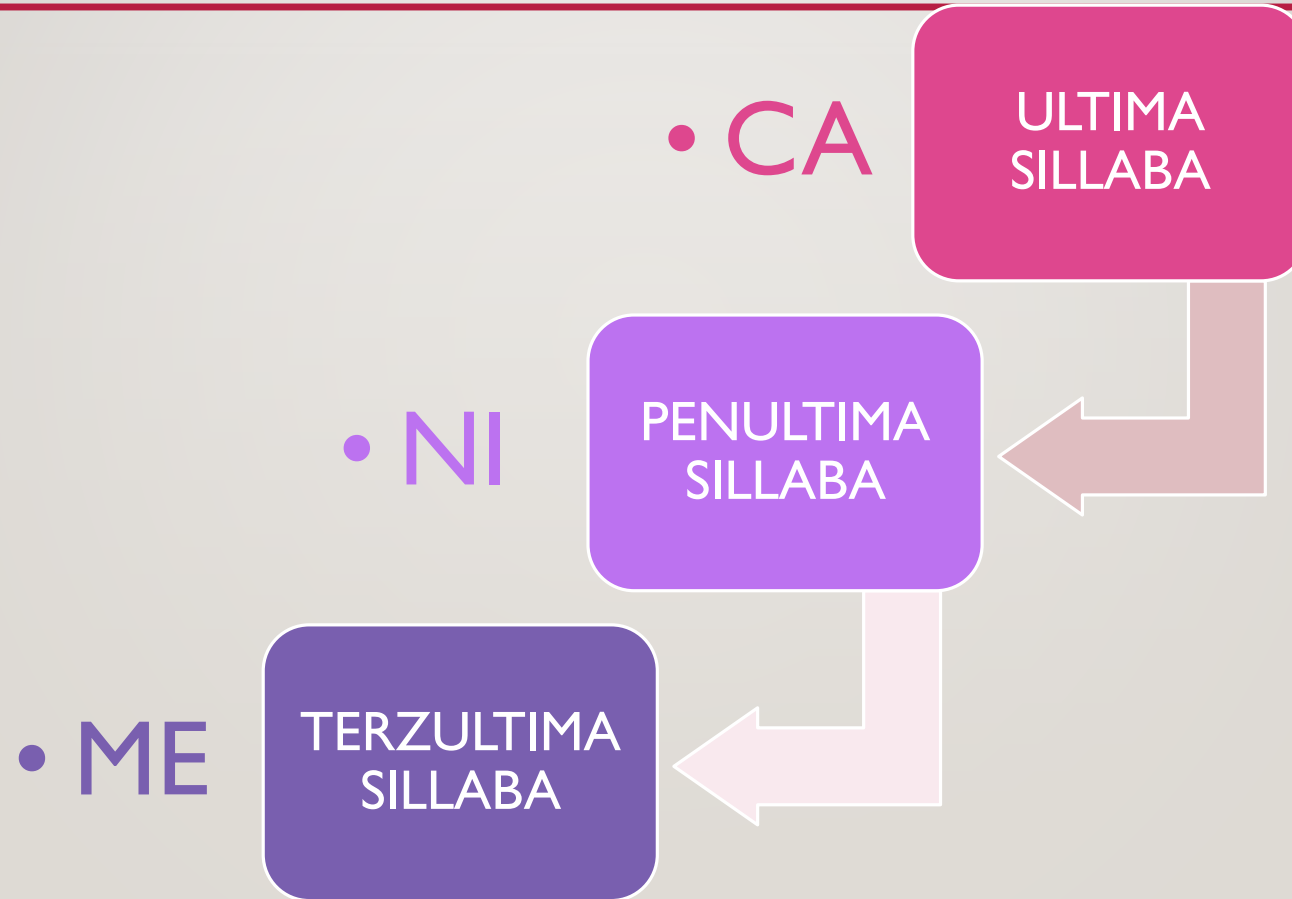 • CA
ULTIMA
SILLABA
• NI
PENULTIMA
SILLABA
• ME
TERZULTIMA
SILLABA